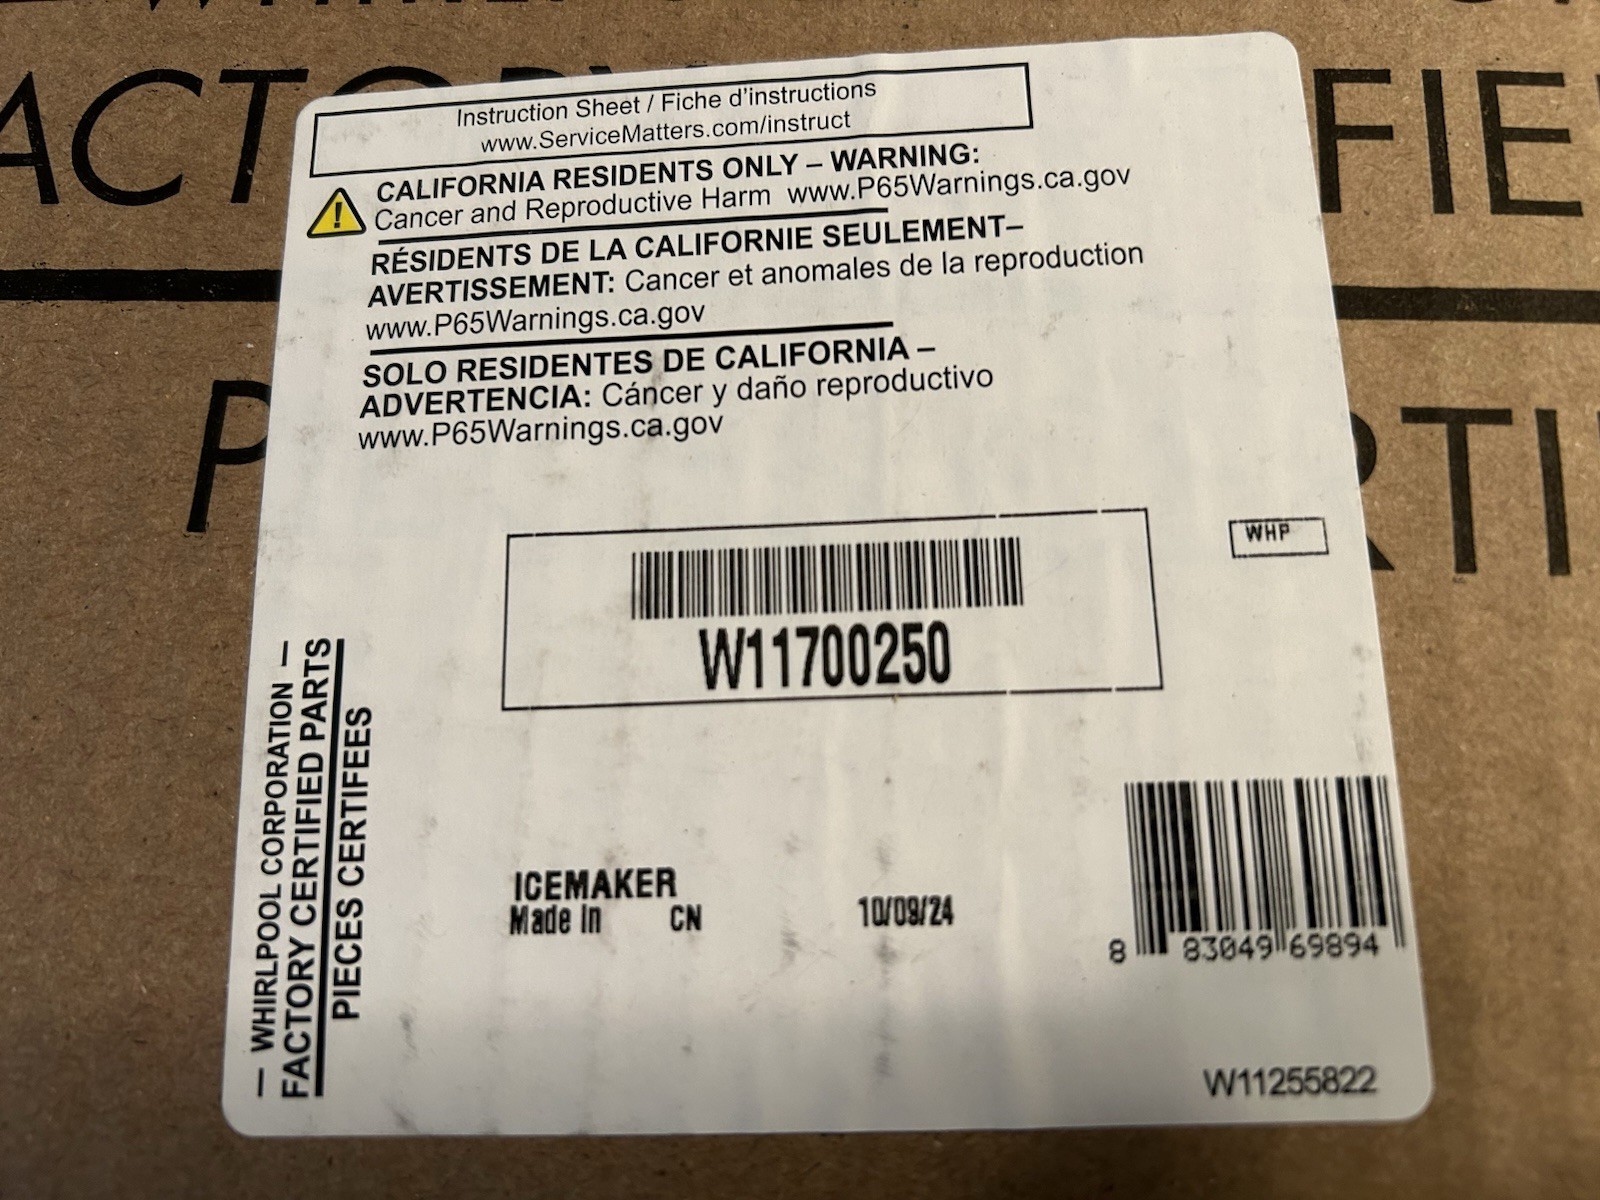 ACTORY
FIE
P
RTI
Instruction Sheet / Fiche d'instructions
www.ServiceMatters.com/instruct
CALIFORNIA RESIDENTS ONLY – WARNING:
Cancer and Reproductive Harm www.P65Warnings.ca.gov
RÉSIDENTS DE LA CALIFORNIE SEULEMENT–
AVERTISSEMENT: Cancer et anomales de la reproduction
www.P65Warnings.ca.gov
SOLO RESIDENTES DE CALIFORNIA –
ADVERTENCIA: Cáncer y daño reproductivo
www.P65Warnings.ca.gov
WHP
W11700250
— WHIRLPOOL CORPORATION —
FACTORY CERTIFIED PARTS
PIECES CERTIFEES
ICEMAKER
Made in CN 10/09/24
8 83049 69894
W11255822